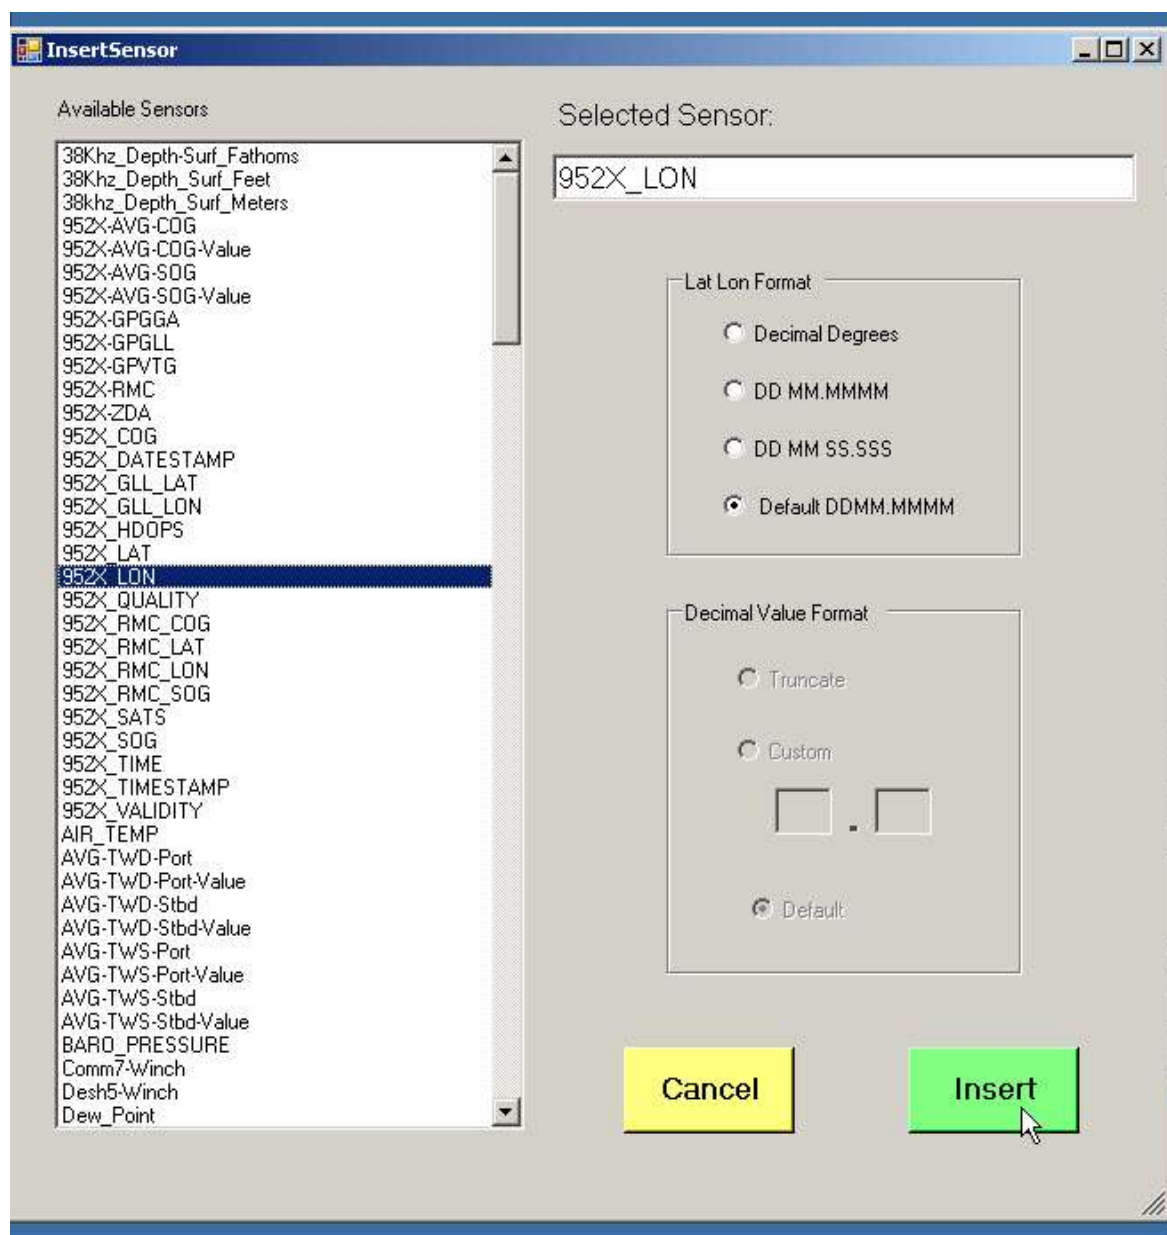 InsertSensor
Available Sensors
38Khz_Depth-Surf_Fathoms
38Khz_Depth_Surf_Feet
38khz_Depth_Surf_Meters
952X-AVG-COG
952X-AVG-COG-Value
952X-AVG-SOG
952X-AVG-SOG-Value
952X-GPGGA
952X-GPGLL
952X-GPVTG
952X-RMC
952X-ZDA
952X_COG
952X_DATESTAMP
952X_GLL_LAT
952X_GLL_LON
952X_HDOPS
952X_LAT
952X_LON
952X_QUALITY
952X_RMC_COG
952X_RMC_LAT
952X_RMC_LON
952X_RMC_SOG
952X_SATS
952X_SOG
952X_TIME
952X_TIMESTAMP
952X_VALIDITY
AIR_TEMP
AVG-TWD-Port
AVG-TWD-Port-Value
AVG-TWD-Stbd
AVG-TWD-Stbd-Value
AVG-TWS-Port
AVG-TWS-Port-Value
AVG-TWS-Stbd
AVG-TWS-Stbd-Value
BARO_PRESSURE
Comm7-Winch
Desh5-Winch
Dew_Point
Selected Sensor:
952X_LON
Lat Lon Format
Decimal Degrees
DD MM.MMMM
DD MM SS.SSS
Default DDMM.MMMM
Decimal Value Format
Truncate
Custom
.
Default
Cancel
Insert